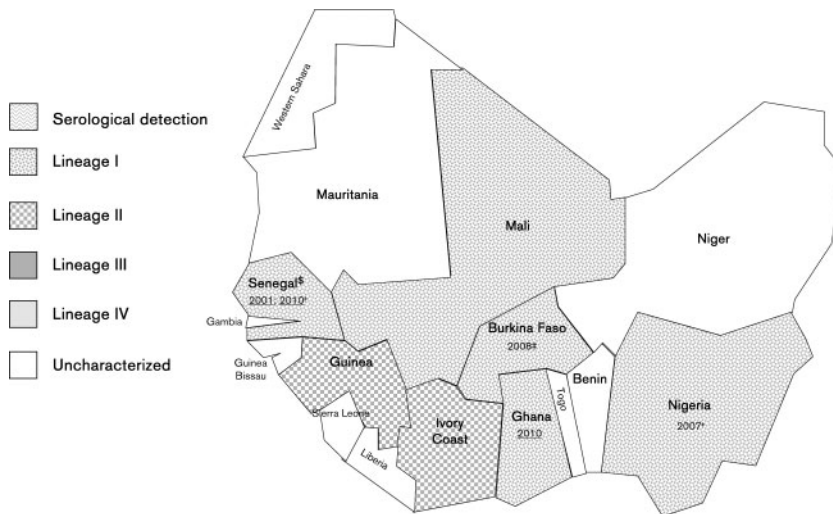 Serological detection
Lineage I
Lineage II
Lineage III
Lineage IV
Uncharacterized
Western Sahara
Mauritania
Mali
Niger
Senegal$
2001; 2010*
Gambia
Guinea
Bissau
Guinea
Sierra Leone
Liberia
Ivory
Coast
Burkina Faso
2008‡
Ghana
2010
Togo
Benin
Nigeria
2007*